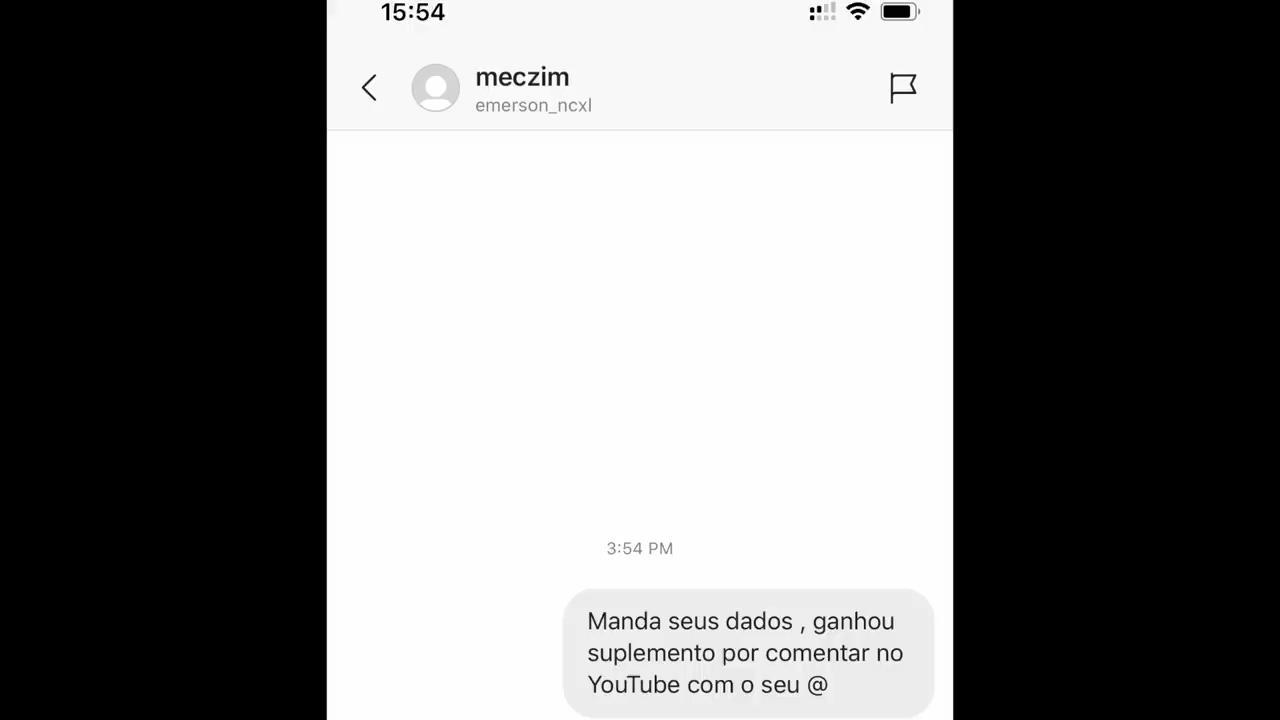 15:54
meczim
emerson_ncxl
3:54 PM
Manda seus dados , ganhou
suplemento por comentar no
YouTube com o seu @